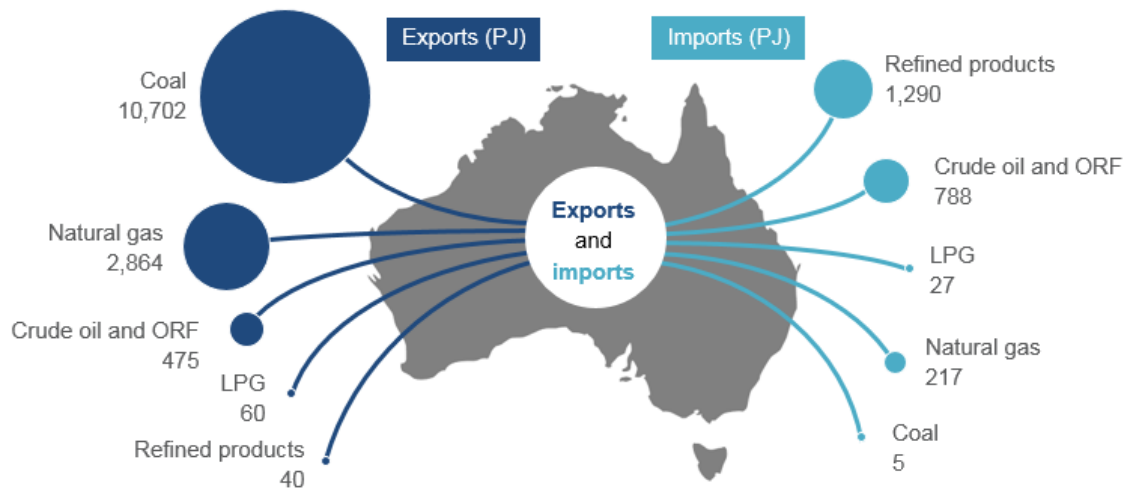 Exports (PJ)
Imports (PJ)
Coal
10,702
Natural gas
2,864
Crude oil and ORF
475
LPG
60
Refined products
40
Exports
and
imports
Refined products
1,290
Crude oil and ORF
788
LPG
27
Natural gas
217
Coal
5